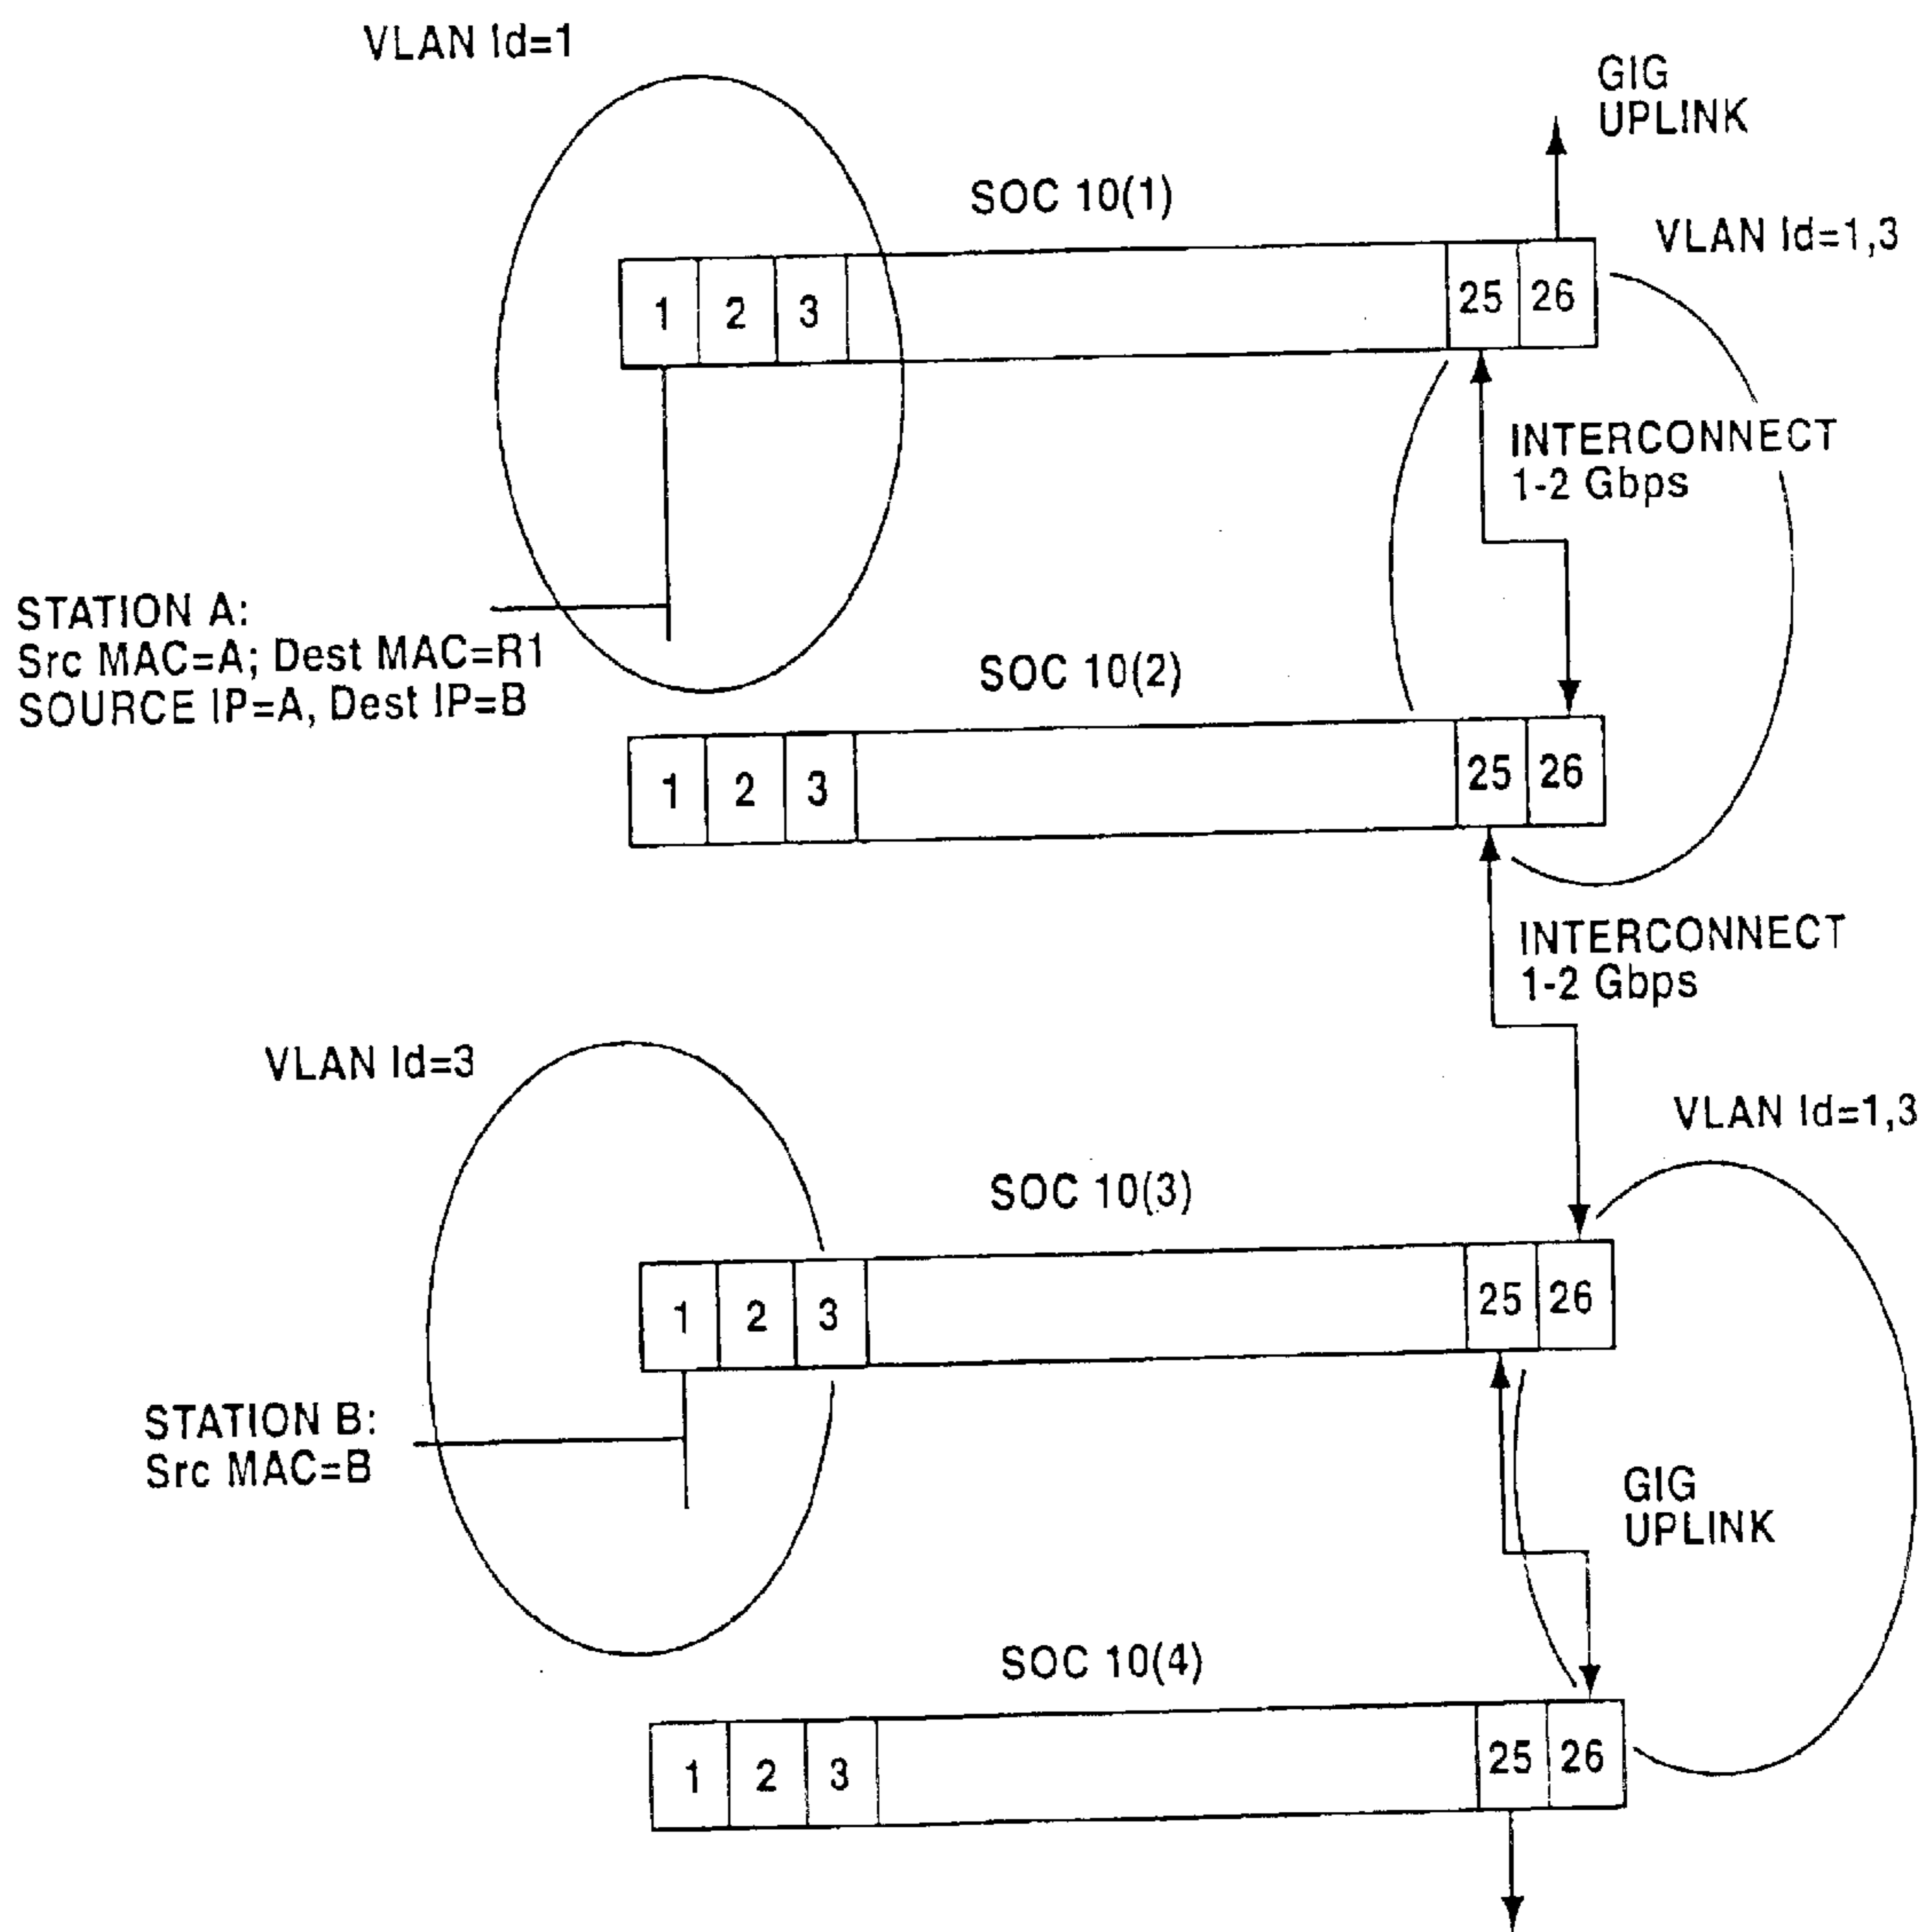 VLAN Id=1
GIG
UPLINK
SOC 10(1)
VLAN Id=1,3
1 2 3 25 26
INTERCONNECT
1-2 Gbps
STATION A:
Src MAC=A; Dest MAC=R1
SOURCE IP=A, Dest IP=B
SOC 10(2)
1 2 3 25 26
INTERCONNECT
1-2 Gbps
VLAN Id=3
VLAN Id=1,3
SOC 10(3)
1 2 3 25 26
STATION B:
Src MAC=B
GIG
UPLINK
SOC 10(4)
1 2 3 25 26